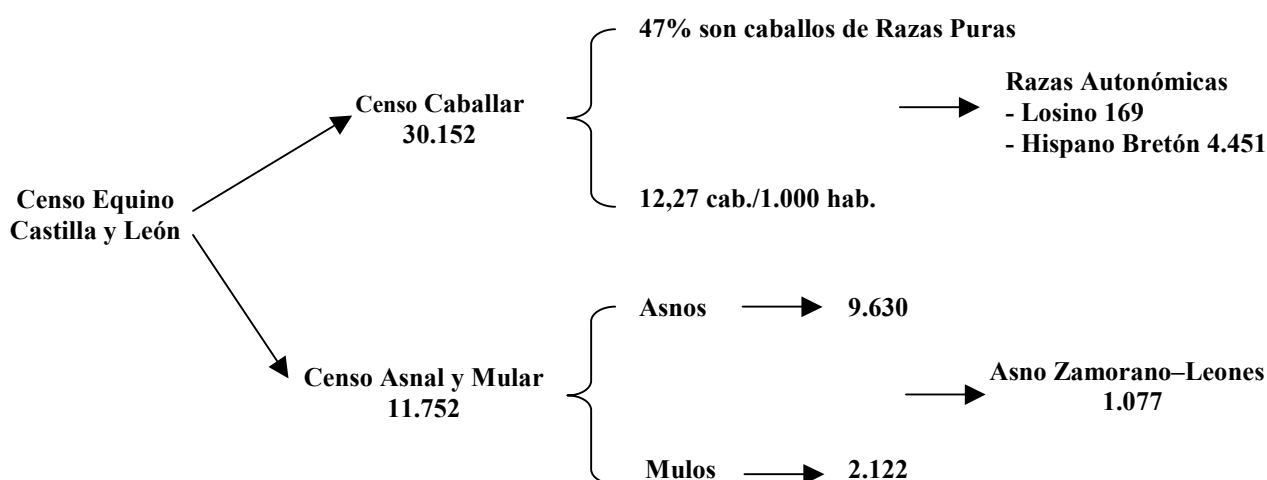 47% son caballos de Razas Puras
Censo Caballar
30.152
Razas Autonómicas
- Losino 169
- Hispano Bretón 4.451
Censo Equino
Castilla y León
12,27 cab./1.000 hab.
Asnos
9.630
Censo Asnal y Mular
11.752
Asno Zamorano–Leones
1.077
Mulos
2.122